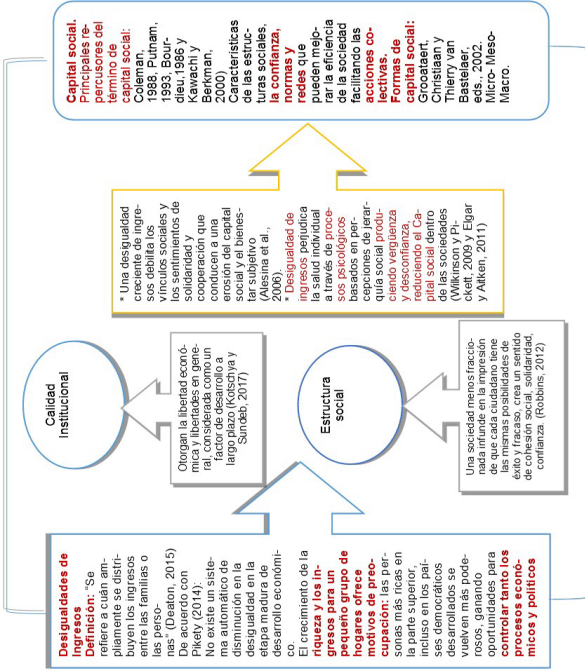 Desigualdades de
Ingresos
Definición: "Se
refiere a cuán am-
pliamente se distri-
buyen los ingresos
entre las familias o
las perso-
nas" (Deaton, 2015)
De acuerdo con
Pikety (2014):
No existe un siste-
ma automático de
disminución en la
desigualdad en la
etapa madura de
desarrollo económi-
co.
El crecimiento de la
riqueza y los in-
gresos para un
pequeño grupo de
hogares ofrece
motivos de preo-
cupación: las per-
sonas más ricas en
la parte superior,
incluso en los paí-
ses democráticos
desarrollados se
vuelven más pode-
rosos, ganando
oportunidades para
controlar tanto los
procesos econó-
micos y políticos
Calidad
Institucional
Otorgan la libertad econó-
mica y libertades en gene-
ral, considerada como un
factor de desarrollo a
largo plazo (Kotschya y
Sundeb, 2017)
Estructura
social
Una sociedad menos fraccio-
nada infunde en la impresión
de que cada ciudadano tiene
las mismas posibilidades de
éxito y fracaso, crea un sentido
de cohesión social, solidaridad,
confianza. (Robbins, 2012)
* Una desigualdad
creciente de ingre-
sos debilita los
vínculos sociales y
los sentimientos de
solidaridad y
cooperación que
conducen a una
erosión del capital
social y el bienes-
tar subjetivo
(Alesina et al.,
2006).
* Desigualdad de
ingresos perjudica
la salud individual
a través de proce-
sos psicológicos
basados en per-
cepciones de jerar-
quía social produ-
ciendo vergüenza
y desconfianza,
reduciendo el Ca-
pital social dentro
de las sociedades
(Wilkinson y Pi-
ckett, 2009 y Elgar
y Aitken, 2011)
Capital social.
Principales re-
percusores del
término de
capital social:
Coleman,
1988, Putnam,
1993, Bour-
dieu,1986 y
Kawachi y
Berkman,
2000)
Características
de las estruc-
turas sociales,
la confianza,
normas y
redes que
pueden mejo-
rar la eficiencia
de la sociedad
facilitando las
acciones co-
lectivas.
Formas de
capital social:
Grooataert,
Christiaan y
Thierry van
Bastelaer,
eds., 2002.
Micro- Meso-
Macro.